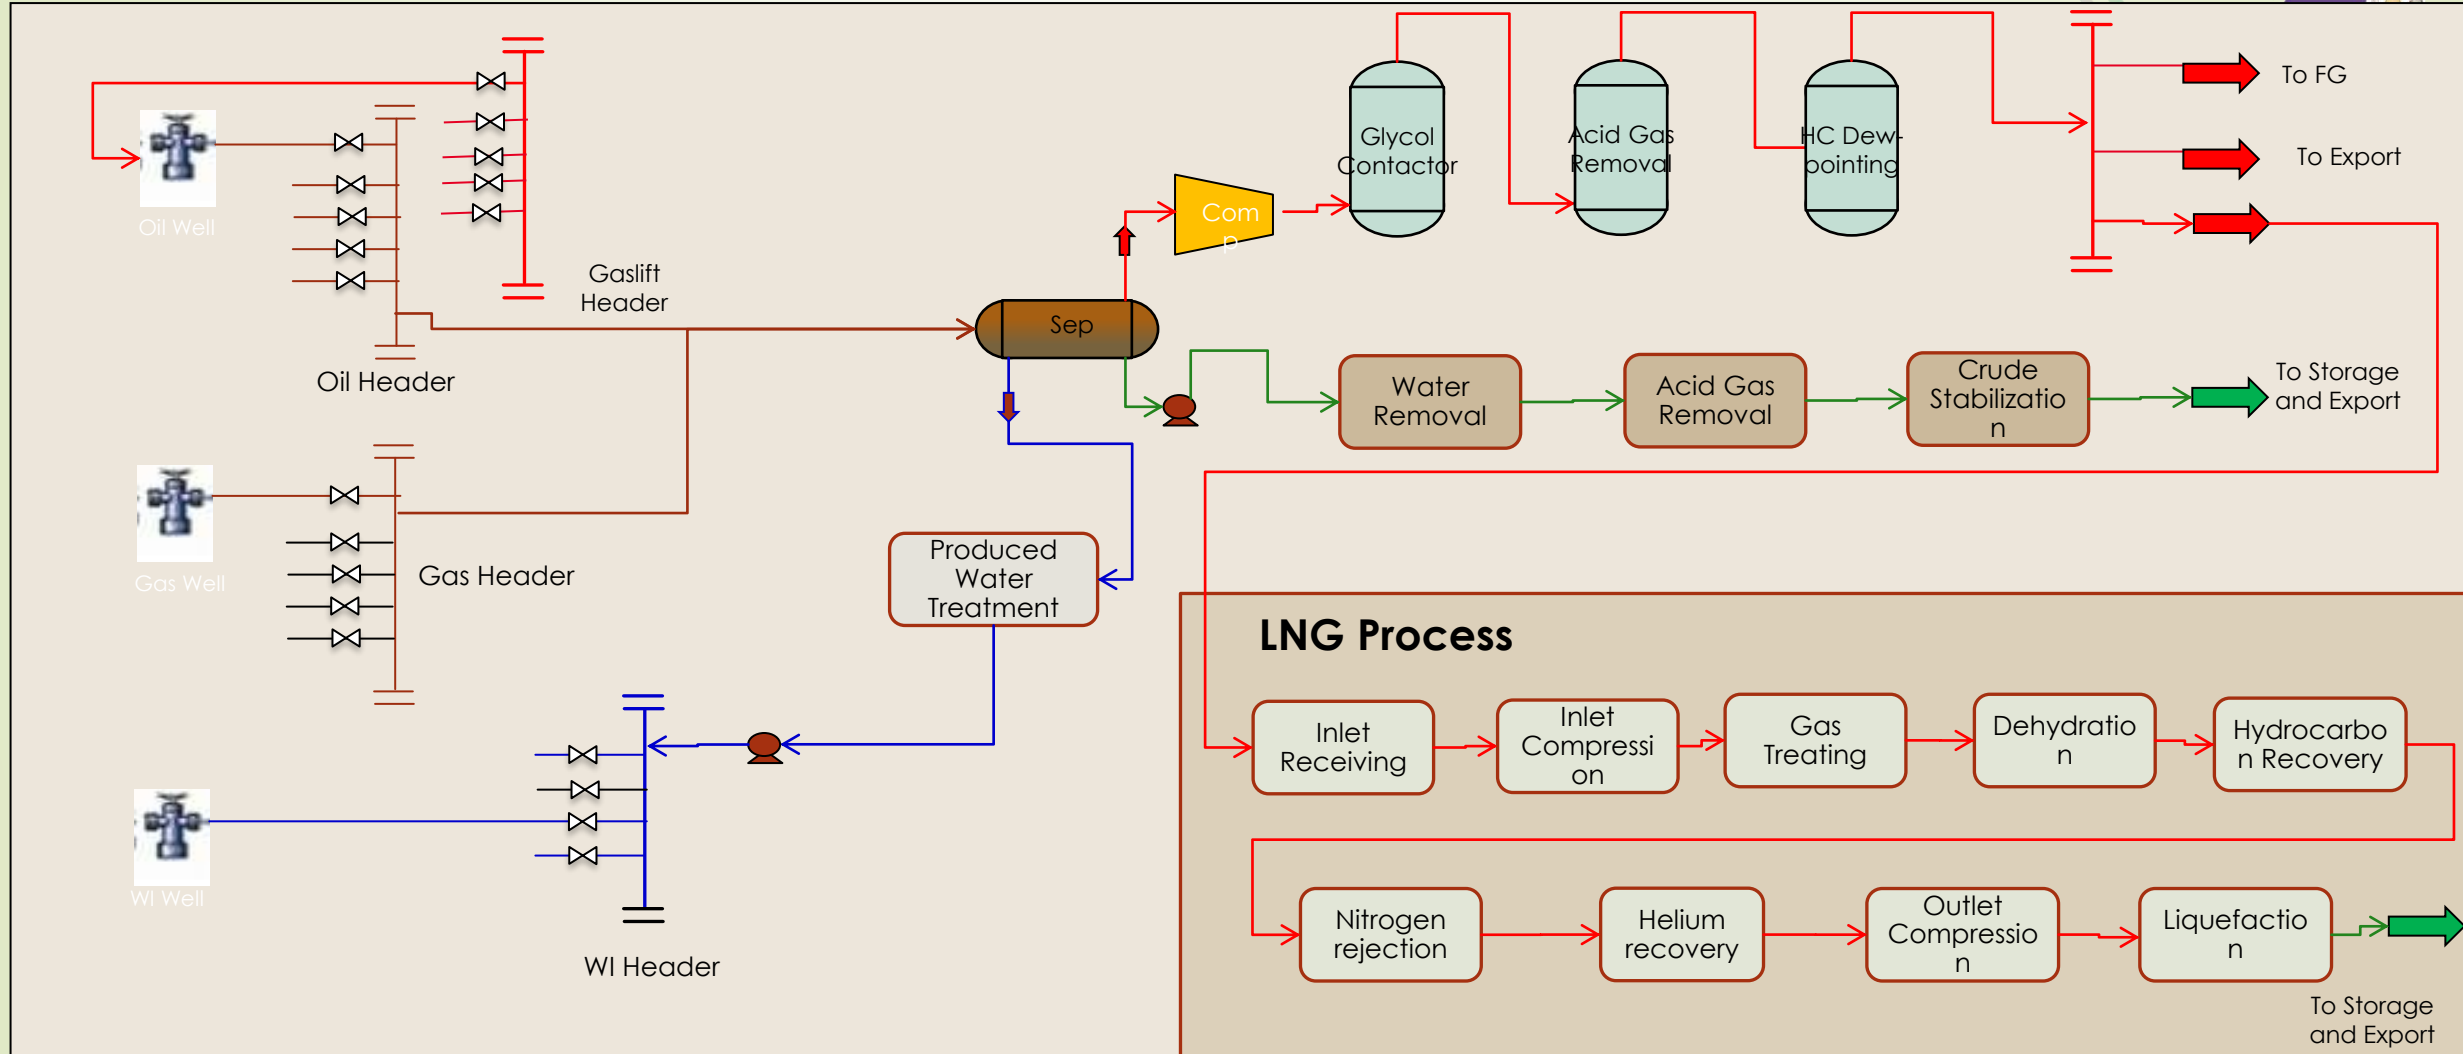 To FG
Glycol
Contactor
Acid Gas
Removal
HC Dew-
pointing
To Export
Com
p
Oil Well
Gaslift
Header
Sep
Oil Header
Water
Removal
Acid Gas
Removal
Crude
Stabilizatio
n
To Storage
and Export
Gas Well
Gas Header
Produced
Water
Treatment
LNG Process
Inlet
Receiving
Inlet
Compressi
on
Gas
Treating
Dehydratio
n
Hydrocarbo
n Recovery
WI Well
WI Header
Nitrogen
rejection
Helium
recovery
Outlet
Compressio
n
Liquefactio
n
To Storage
and Export